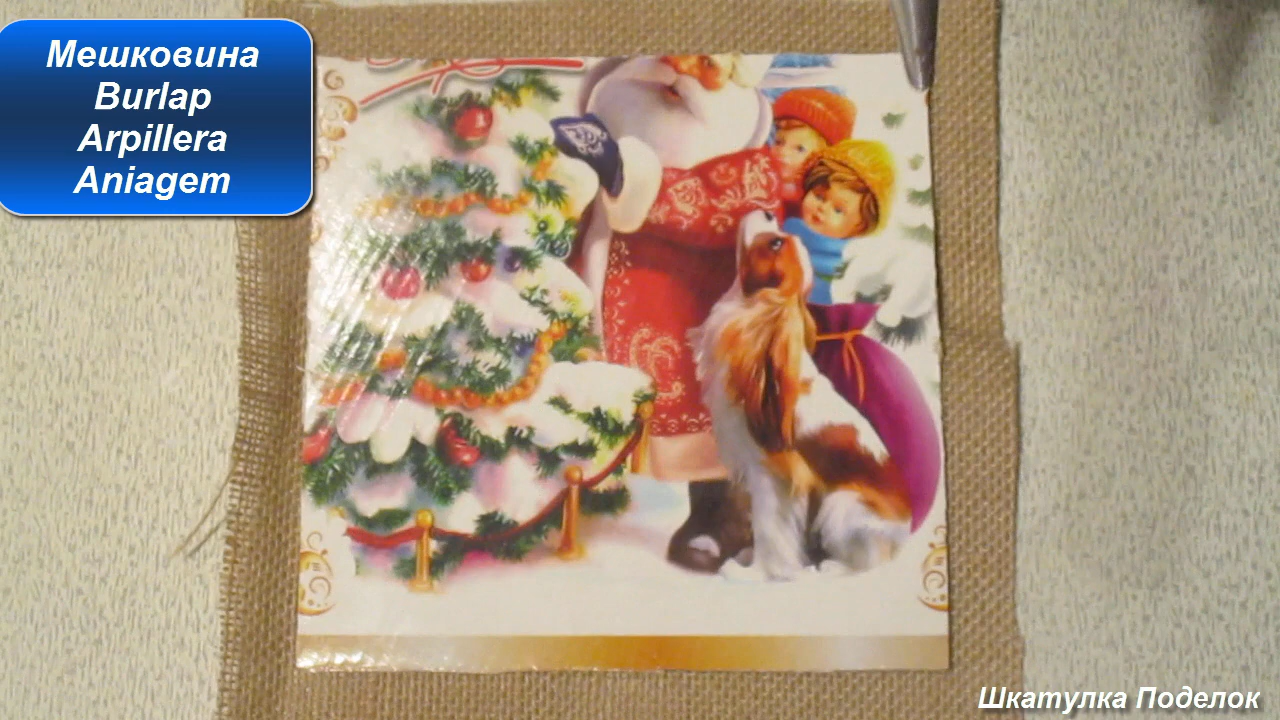 Мешковина
Burlap
Arpillera
Aniagem
Шкатулка Поделок